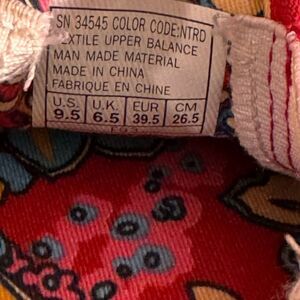 SN 34545 COLOR CODE:NTRD
TEXTILE UPPER BALANCE
MAN MADE MATERIAL
MADE IN CHINA
FABRIQUE EN CHINE
U.S. U.K. EUR CM
9.5 6.5 39.5 26.5